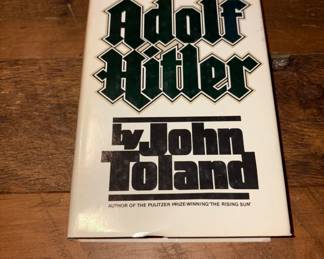 Adolf
Hitler
by John
Toland
AUTHOR OF THE PULITZER PRIZE-WINNING "THE RISING SUN"